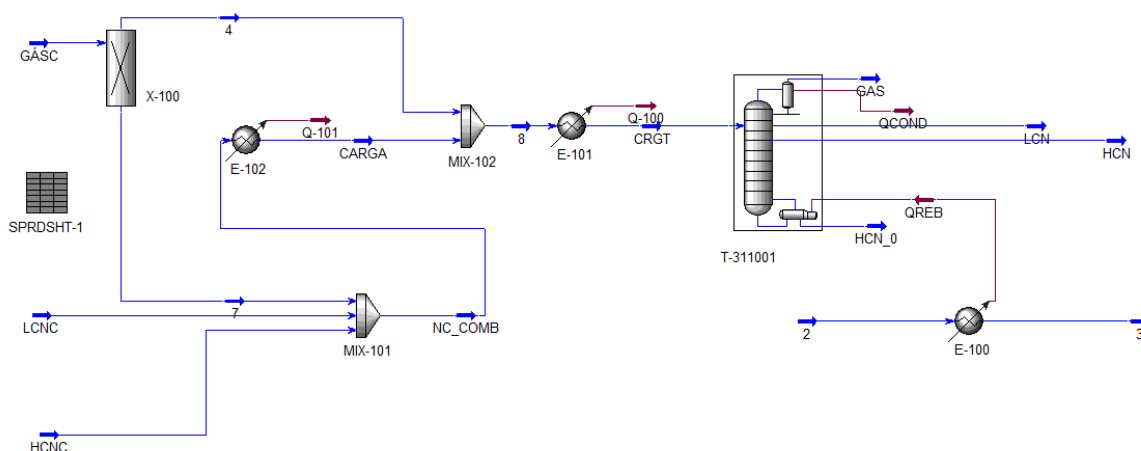 4
GASC
X-100
Q-101
E-102
CARGA
MIX-102
8
Q-100
E-101
CRGT
GAS
QCOND
LCN
HCN
SPRDSHT-1
QREB
HCN_0
T-311001
7
LCNC
NC_COMB
MIX-101
2
3
E-100
HCNC